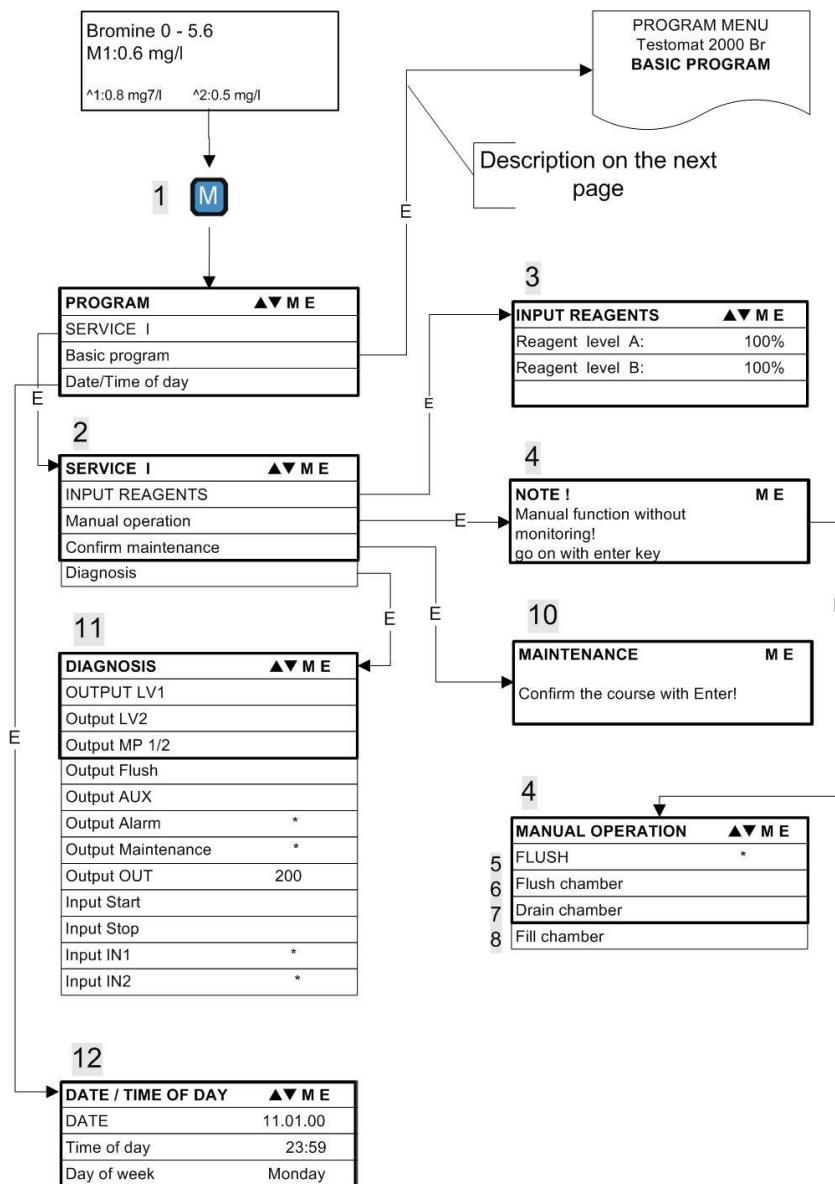 Bromine 0 - 5.6
M1:0.6 mg/l
^1:0.8 mg7/l ^2:0.5 mg/l
PROGRAM MENU
Testomat 2000 Br
BASIC PROGRAM
Description on the next
page
1 M
E
PROGRAM ▲▼ M E
SERVICE I
Basic program
Date/Time of day
E
3
INPUT REAGENTS ▲▼ M E
Reagent level A: 100%
Reagent level B: 100%
E
2
SERVICE I ▲▼ M E
INPUT REAGENTS
Manual operation
Confirm maintenance
Diagnosis
E
4
NOTE ! M E
Manual function without
monitoring!
go on with enter key
E
E
10
MAINTENANCE M E
Confirm the course with Enter!
11
DIAGNOSIS ▲▼ M E
OUTPUT LV1
Output LV2
Output MP 1/2
Output Flush
Output AUX
Output Alarm *
Output Maintenance *
Output OUT 200
Input Start
Input Stop
Input IN1 *
Input IN2 *
E
4
MANUAL OPERATION ▲▼ M E
5 FLUSH *
6 Flush chamber
7 Drain chamber
8 Fill chamber
12
DATE / TIME OF DAY ▲▼ M E
DATE 11.01.00
Time of day 23:59
Day of week Monday